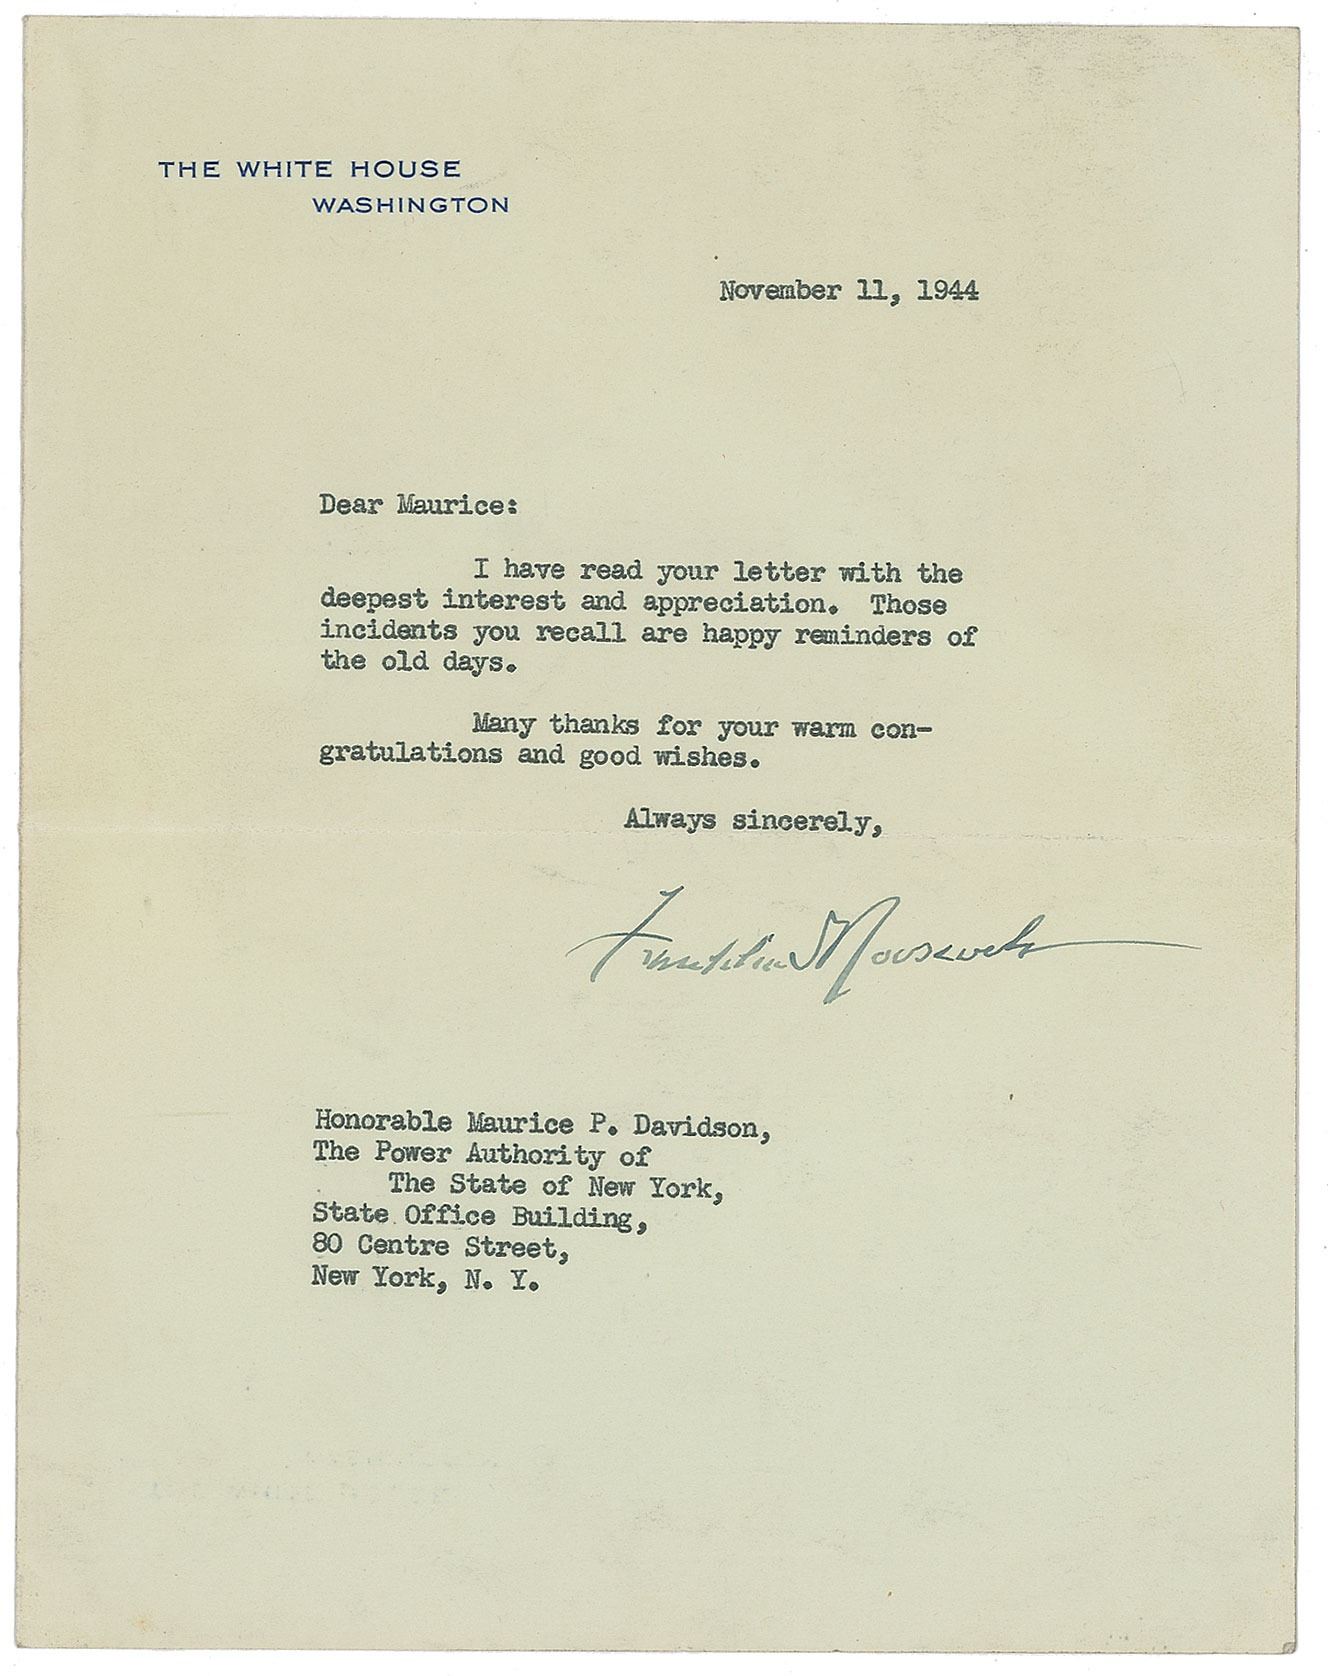 THE WHITE HOUSE
WASHINGTON
November 11, 1944
Dear Maurice:
I have read your letter with the
deepest interest and appreciation. Those
incidents you recall are happy reminders of
the old days.
Many thanks for your warm con-
gratulations and good wishes.
Always sincerely,
Franklin D Roosevelt
Honorable Maurice P. Davidson,
The Power Authority of
The State of New York,
State Office Building,
80 Centre Street,
New York, N. Y.